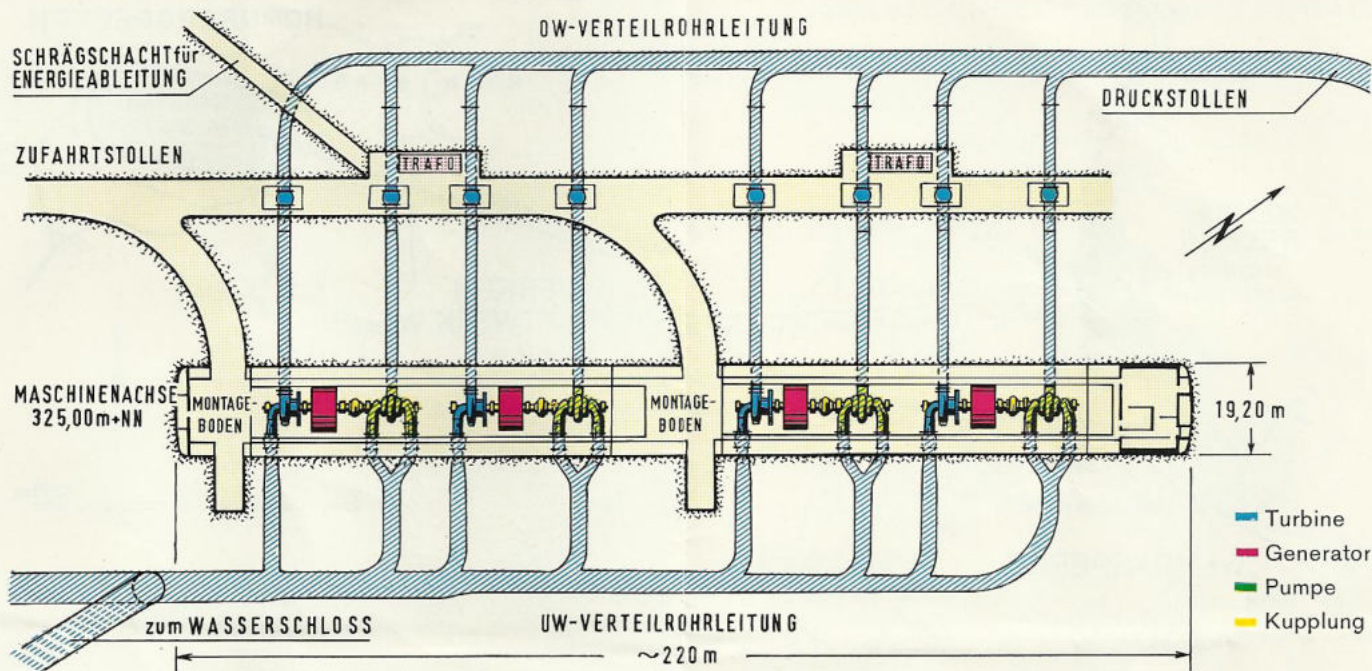 OW-VERTEILROHRLEITUNG
SCHRÄGSCHACHT für
ENERGIEABLEITUNG
DRUCKSTOLLEN
ZUFAHRTSTOLLEN
TRAFO
TRAFO
N
MASCHINENACHSE
325,00m+NN
MONTAGE-
BODEN
MONTAGE-
BODEN
19,20 m
Turbine
Generator
Pumpe
Kupplung
zum WASSERSCHLOSS
UW-VERTEILROHRLEITUNG
~220 m